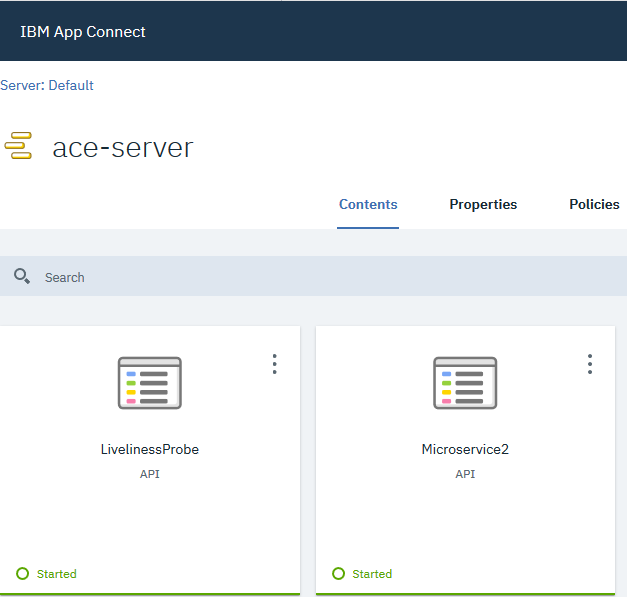 IBM App Connect
Server: Default
ace-server
Contents Properties Policies
Search
LivelinessProbe Microservice2
API API
Started Started